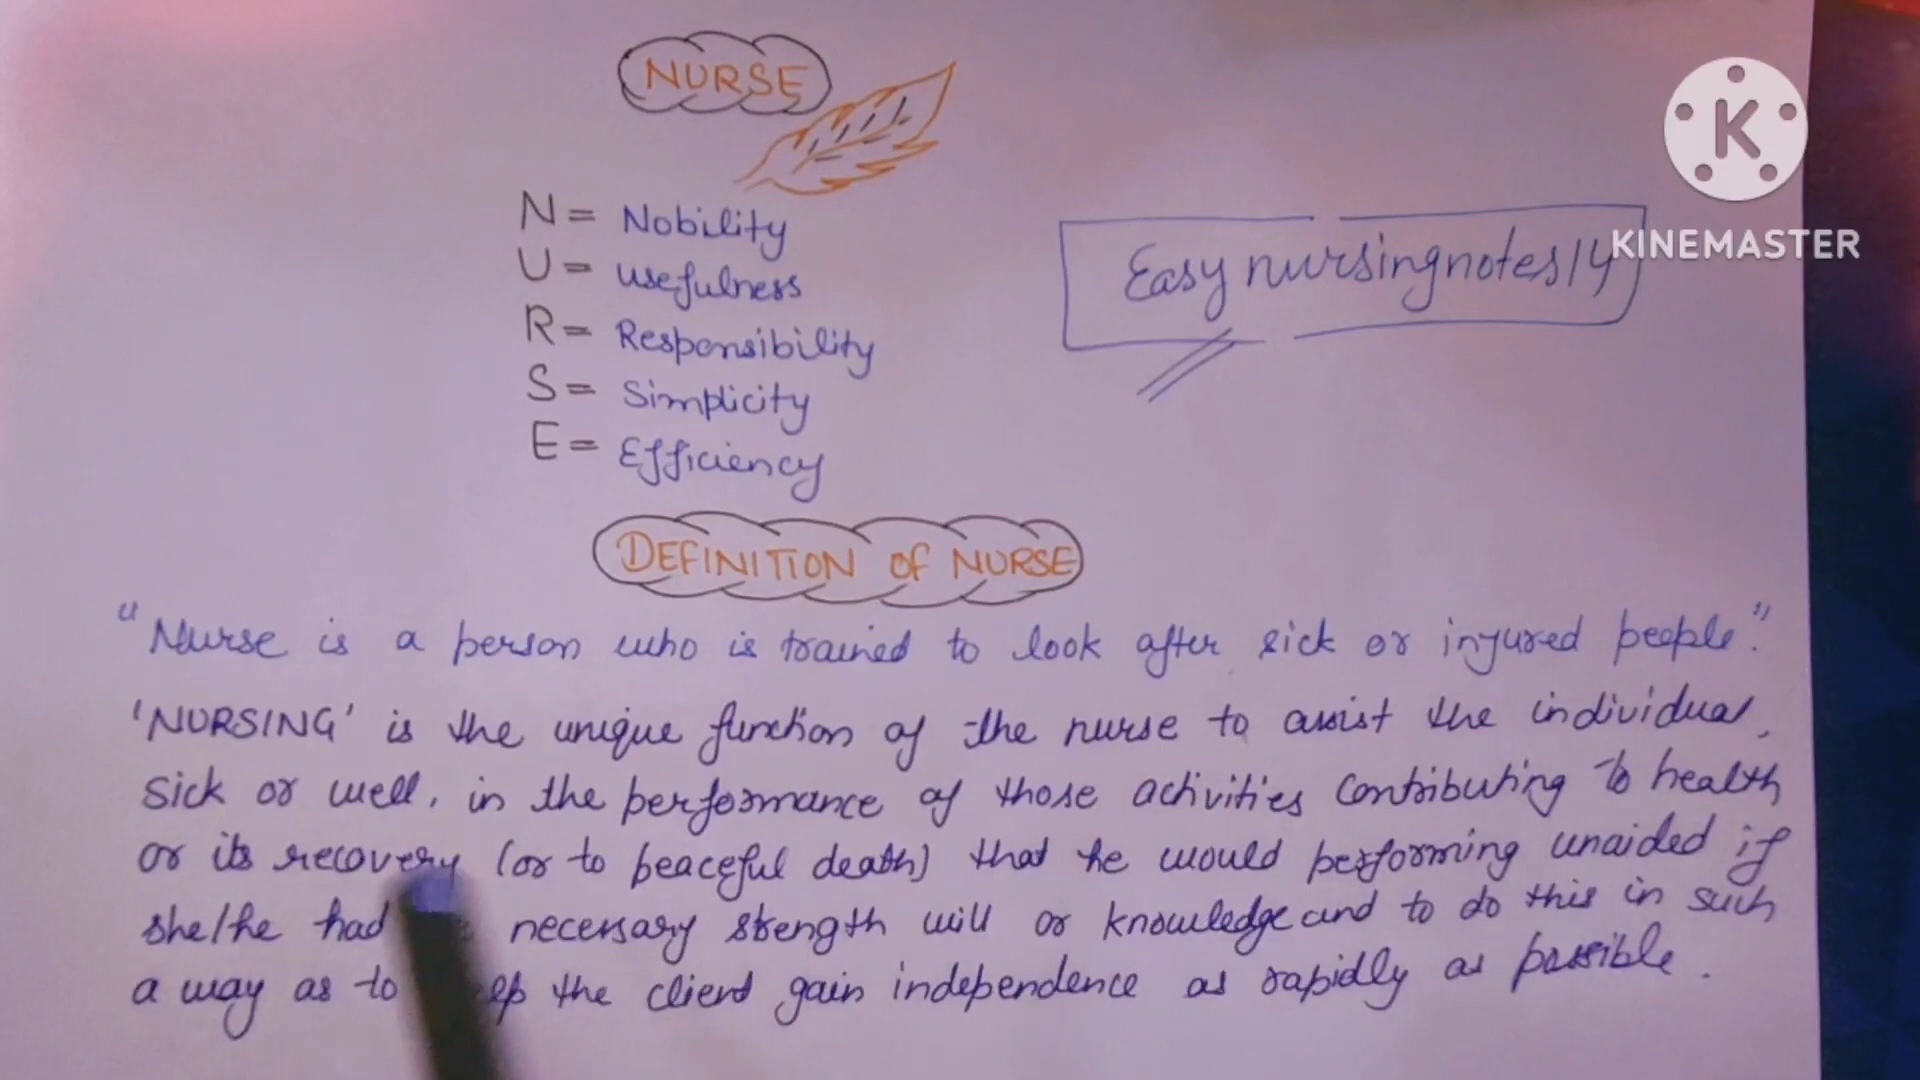 NURSE
N = Nobility
U = usefulness
R = Responsibility
S = Simplicity
E = Efficiency
Easy nursingnotes14
KINEMASTER
DEFINITION OF NURSE
"Nurse is a person who is trained to look after sick or injured people".
'NURSING' is the unique function of the nurse to assist the individual,
sick or well, in the performance of those activities contributing to health
or its recovery (or to peaceful death) that he would performing unaided if
she/he had necessary strength will or knowledge and to do this in such
a way as to the client gain independence as rapidly as possible.